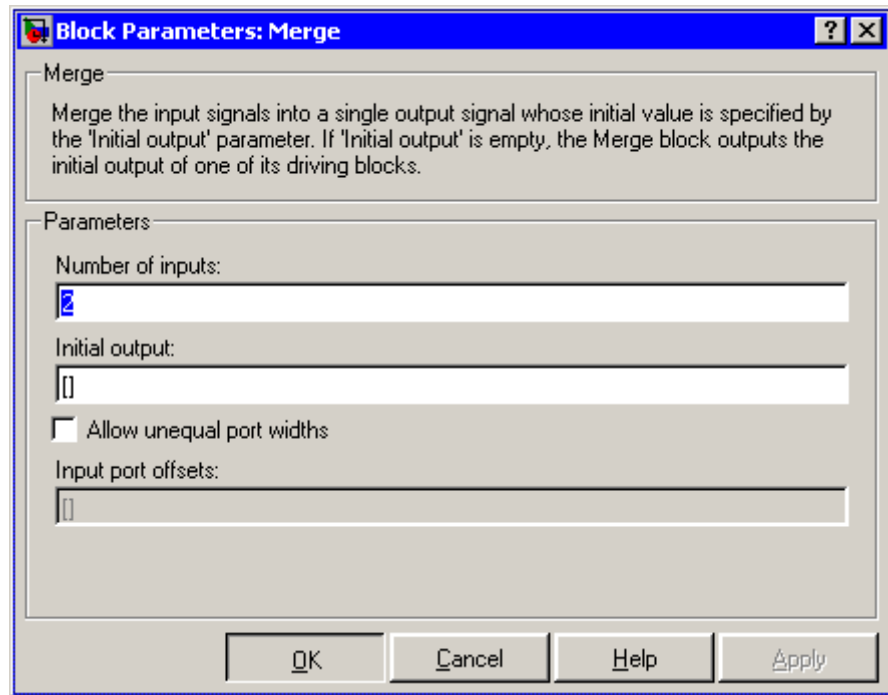 Block Parameters: Merge
Merge
Merge the input signals into a single output signal whose initial value is specified by
the 'Initial output' parameter. If 'Initial output' is empty, the Merge block outputs the
initial output of one of its driving blocks.
Parameters
Number of inputs:
2
Initial output:
[]
Allow unequal port widths
Input port offsets:
[]
OK Cancel Help Apply